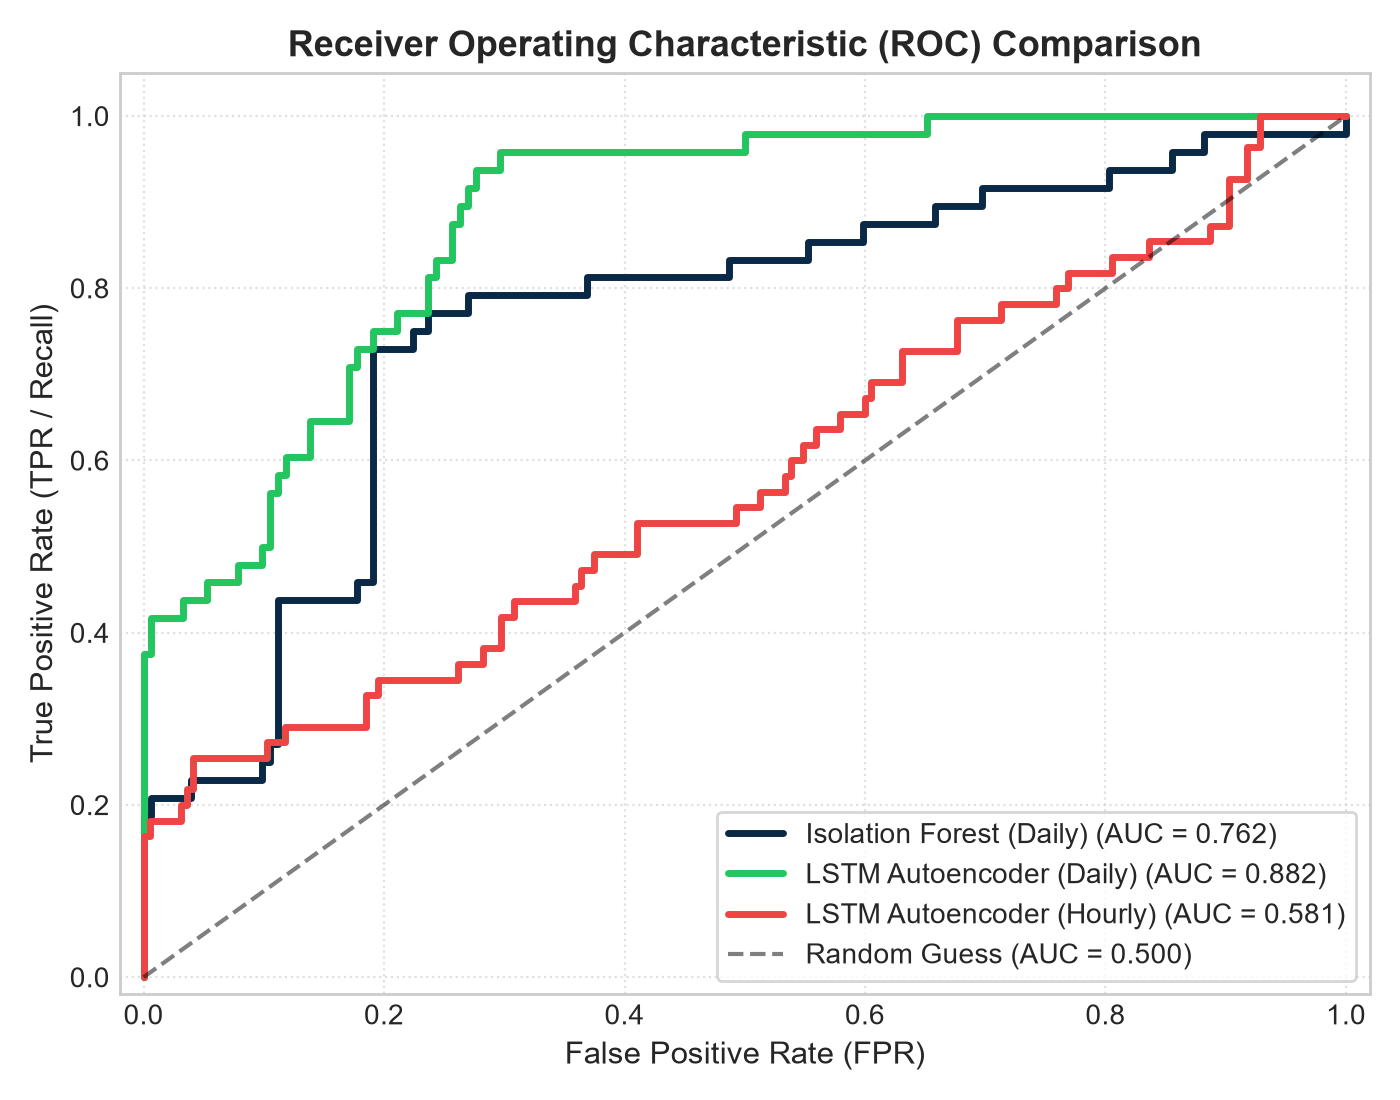 Receiver Operating Characteristic (ROC) Comparison
True Positive Rate (TPR / Recall)
1.0
0.8
0.6
0.4
0.2
0.0
Isolation Forest (Daily) (AUC = 0.762)
LSTM Autoencoder (Daily) (AUC = 0.882)
LSTM Autoencoder (Hourly) (AUC = 0.581)
Random Guess (AUC = 0.500)
0.0 0.2 0.4 0.6 0.8 1.0
False Positive Rate (FPR)